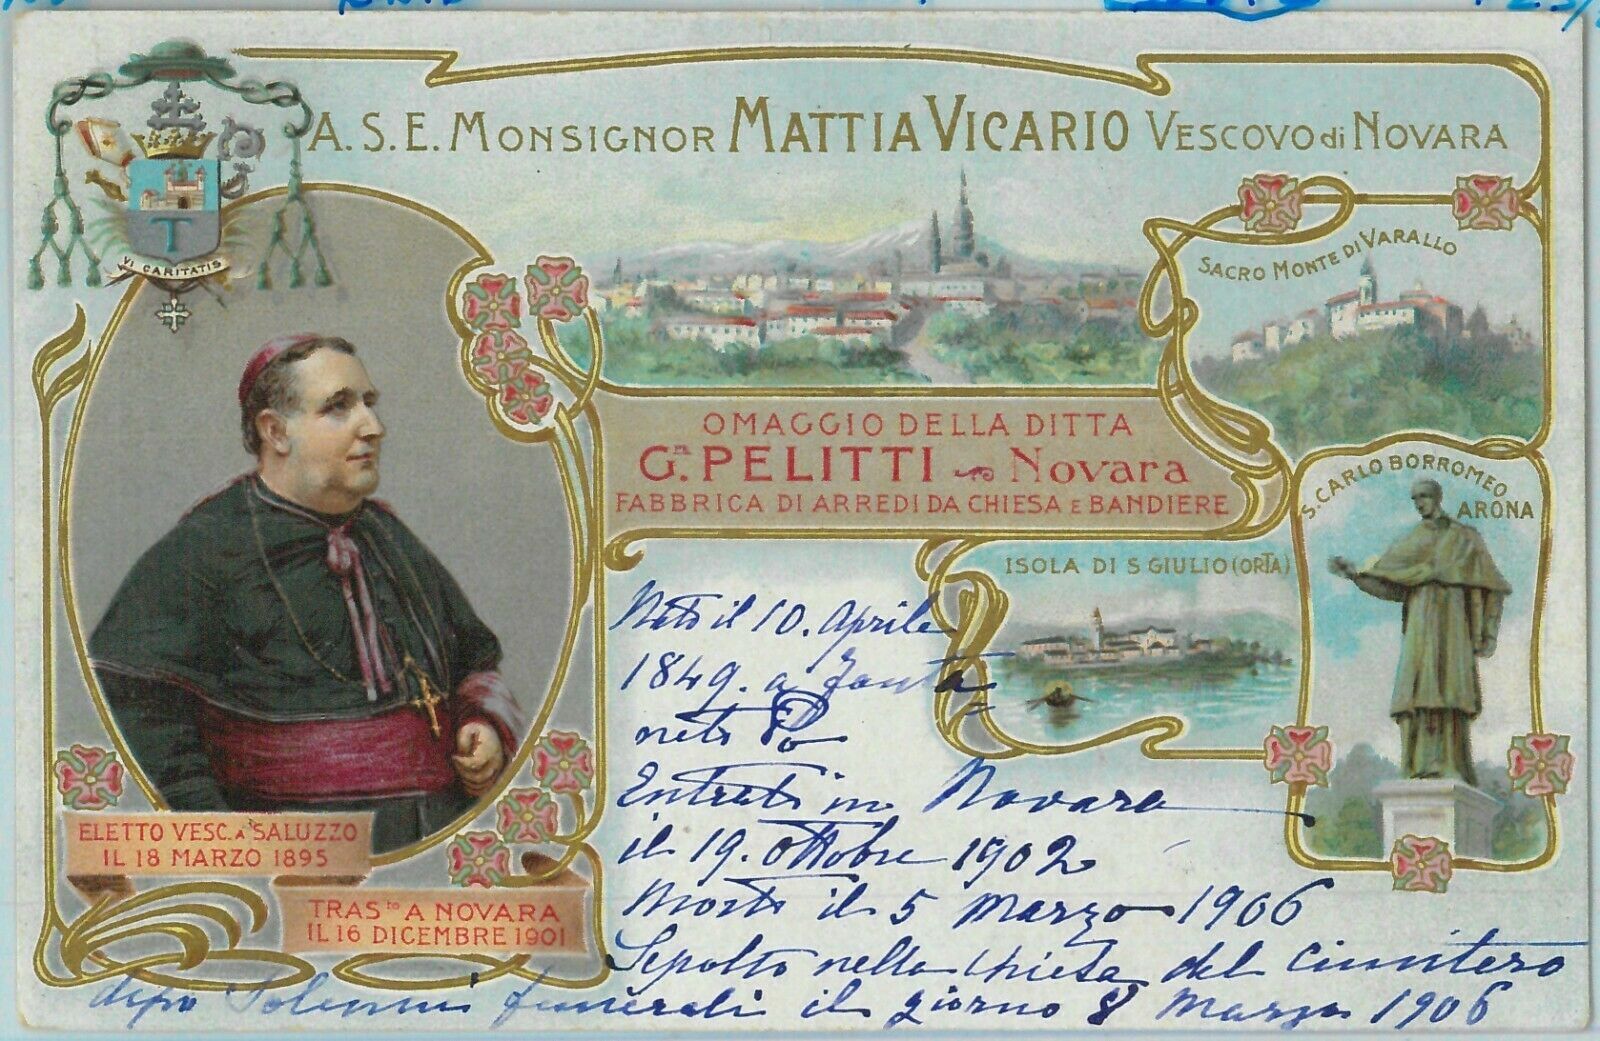 A.S.E. MONSIGNOR MATTIA VICARIO VESCOVO di NOVARA
VI CARITATIS
T
SACRO MONTE DI VARALLO
OMAGGIO DELLA DITTA
Gn. PELITTI Novara
FABBRICA DI ARREDI DA CHIESA E BANDIERE
S. CARLO BORROMEO
ARONA
ISOLA DI S GIULIO (ORTA)
ELETTO VESC. A SALUZZO
IL 18 MARZO 1895
TRASto A NOVARA
IL 16 DICEMBRE 1901
Nato il 10. Aprile
1849. a Fonta
neto Po
Entrato in Novara
il 19. Ottobre 1902
Morto il 5 Marzo 1906
Sepolto nella Chiesa del Cimitero
dopo Solenni funerali il giorno 8 Marzo 1906